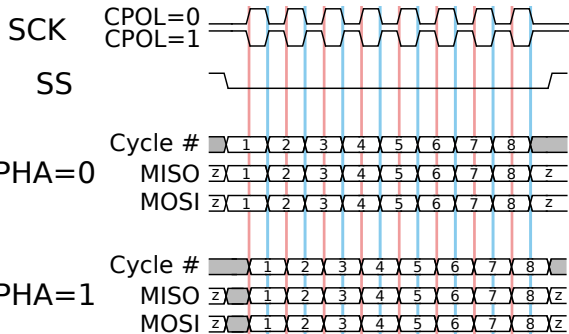 SCK CPOL=0
CPOL=1
SS
Cycle # 1 2 3 4 5 6 7 8
PHA=0 MISO z 1 2 3 4 5 6 7 8 z
MOSI z 1 2 3 4 5 6 7 8 z
Cycle # 1 2 3 4 5 6 7 8
PHA=1 MISO z 1 2 3 4 5 6 7 8 z
MOSI z 1 2 3 4 5 6 7 8 z